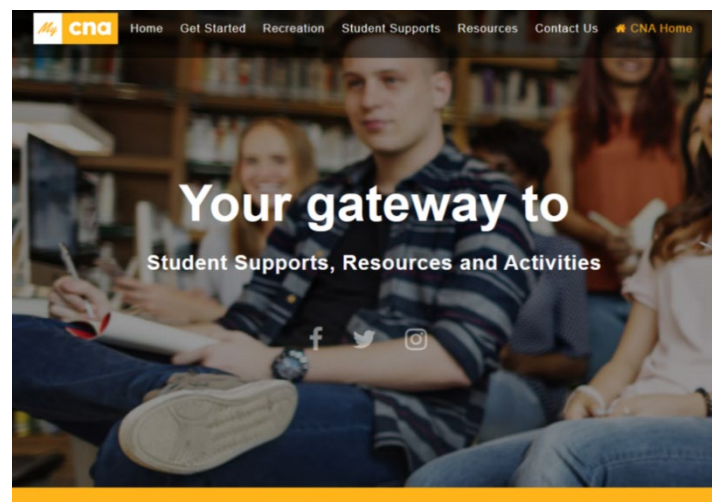 My cna Home Get Started Recreation Student Supports Resources Contact Us CNA Home
Your gateway to
Student Supports, Resources and Activities